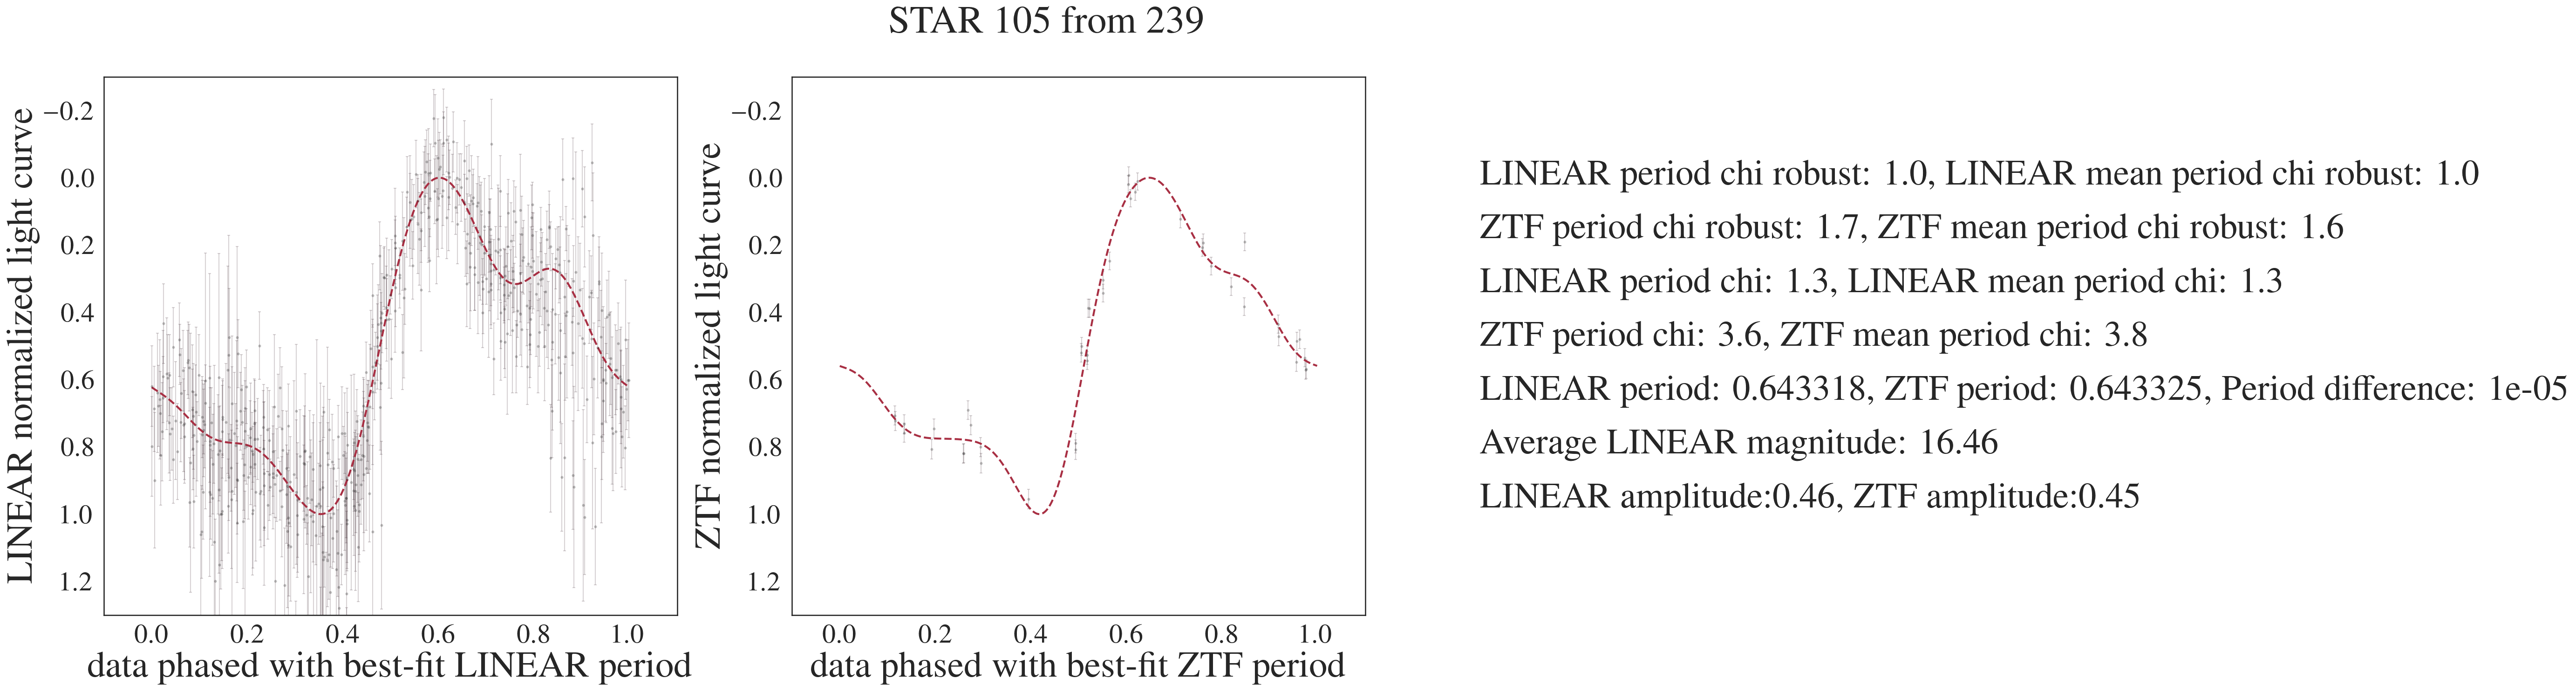 STAR 105 from 239
LINEAR normalized light curve
−0.2
0.0
0.2
0.4
0.6
0.8
1.0
1.2
0.0 0.2 0.4 0.6 0.8 1.0
data phased with best-fit LINEAR period
ZTF normalized light curve
−0.2
0.0
0.2
0.4
0.6
0.8
1.0
1.2
0.0 0.2 0.4 0.6 0.8 1.0
data phased with best-fit ZTF period
LINEAR period chi robust: 1.0, LINEAR mean period chi robust: 1.0
ZTF period chi robust: 1.7, ZTF mean period chi robust: 1.6
LINEAR period chi: 1.3, LINEAR mean period chi: 1.3
ZTF period chi: 3.6, ZTF mean period chi: 3.8
LINEAR period: 0.643318, ZTF period: 0.643325, Period difference: 1e-05
Average LINEAR magnitude: 16.46
LINEAR amplitude:0.46, ZTF amplitude:0.45